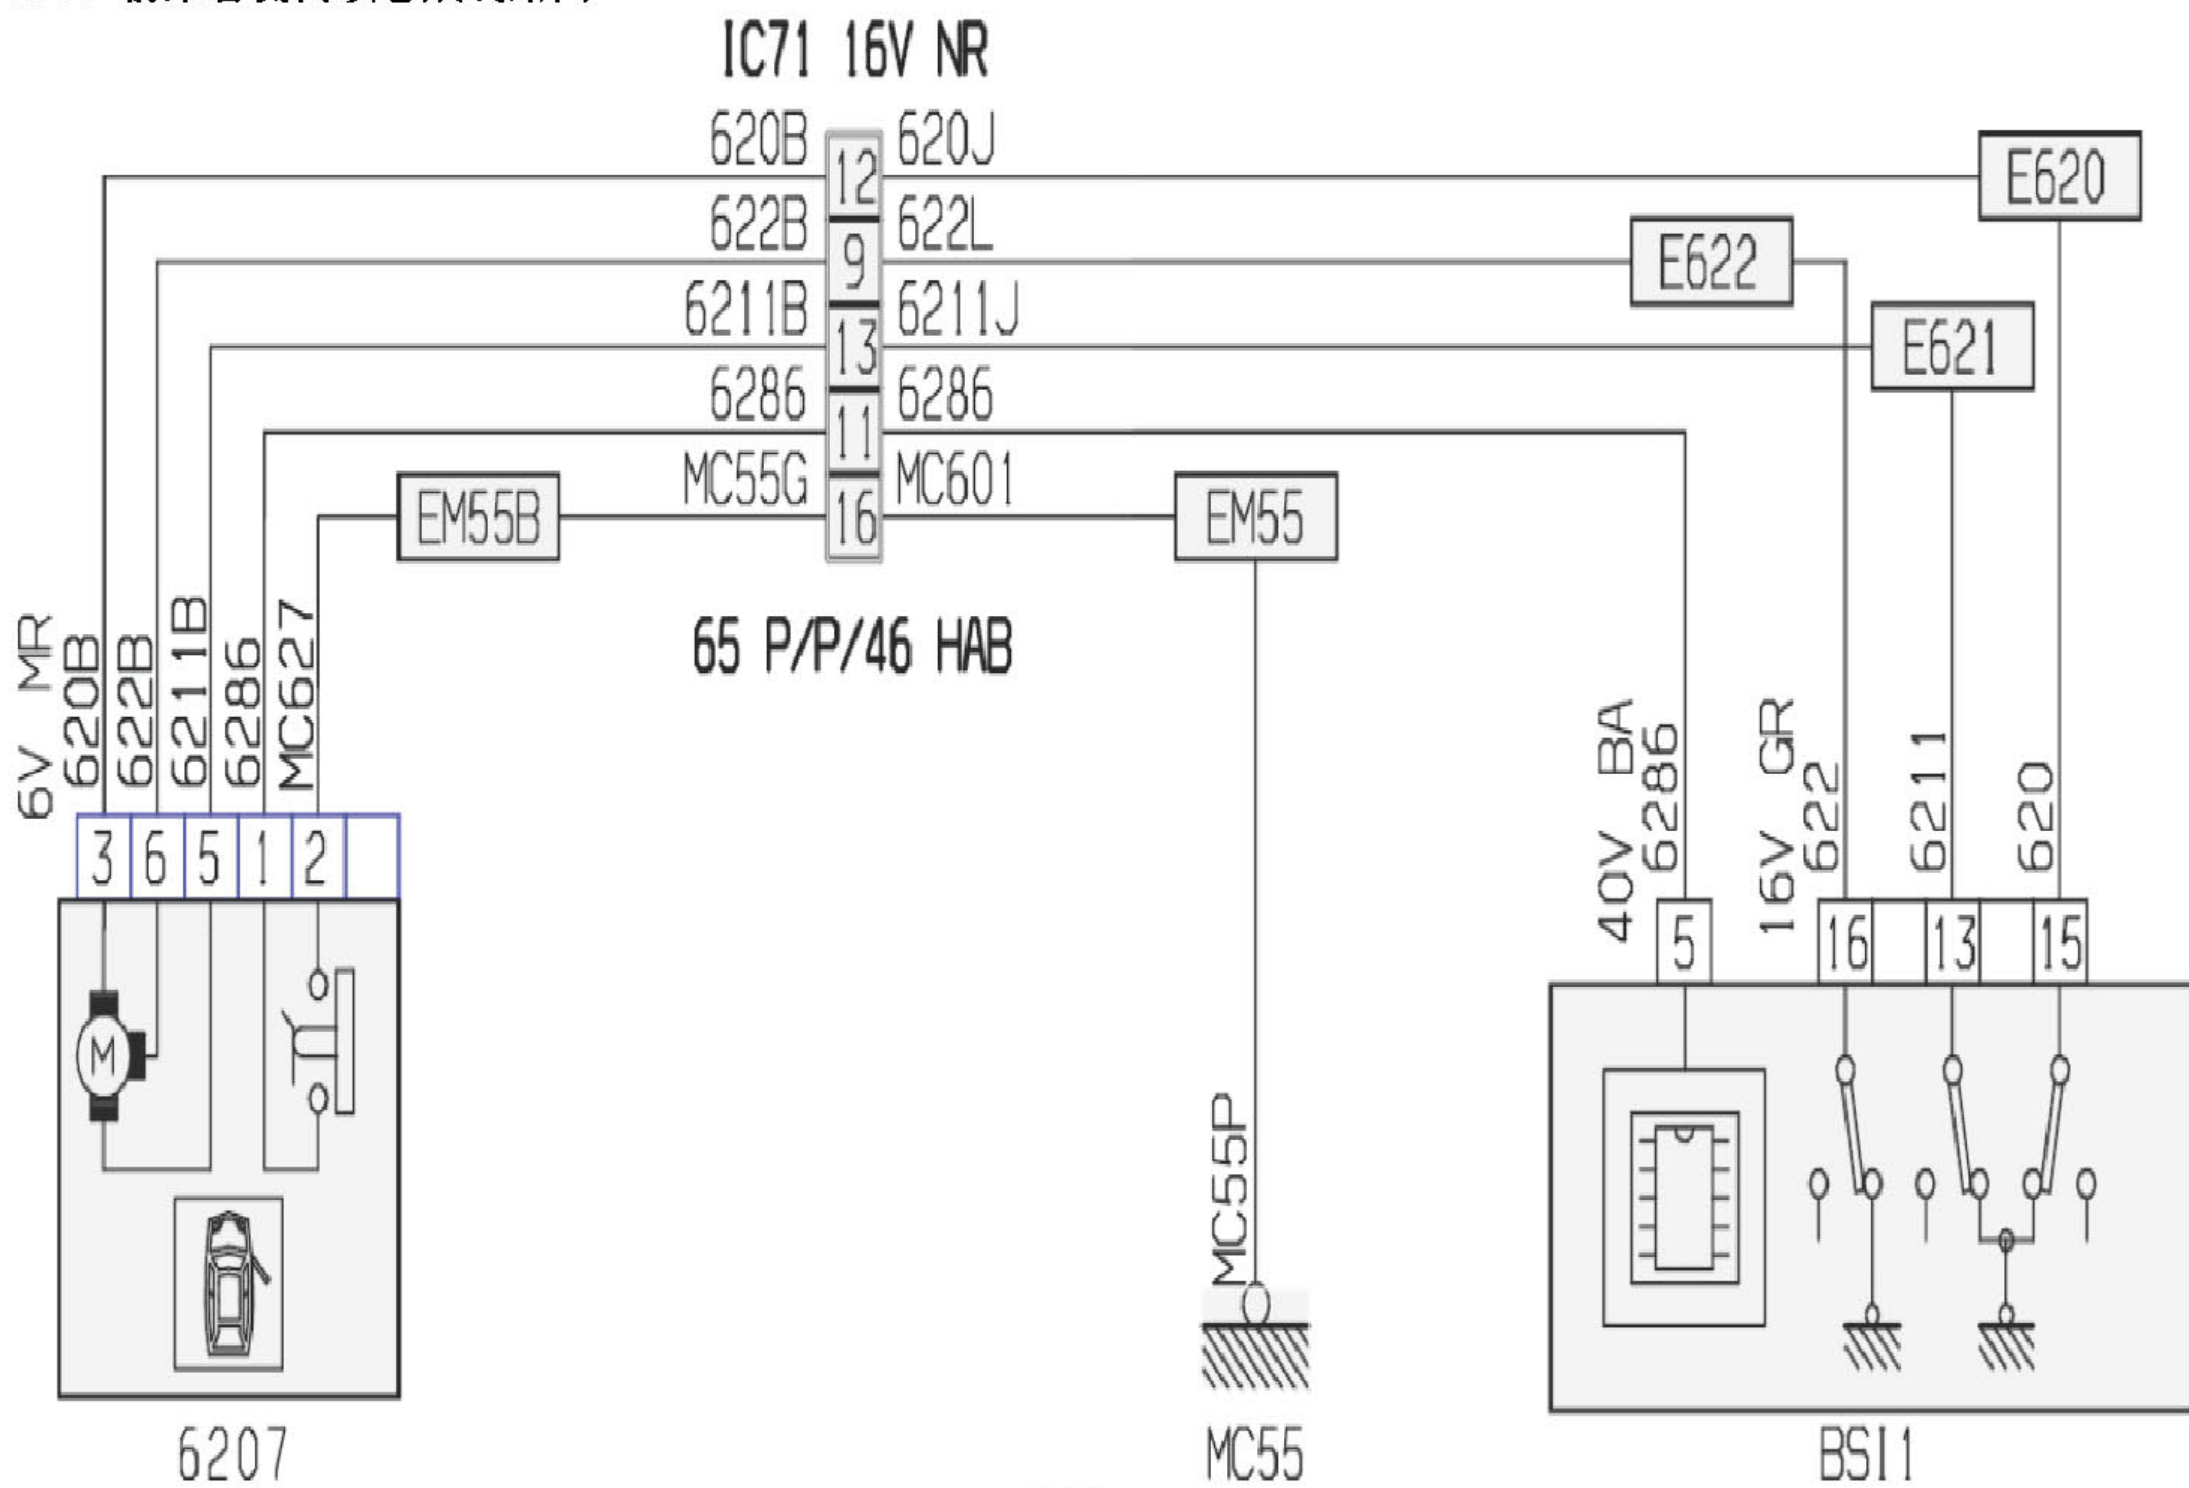 IC71 16V NR
620B 12 620J
622B 9 622L
6211B 13 6211J
6286 11 6286
MC55G 16 MC601
E620
E622
E621
EM55B
EM55
65 P/P/46 HAB
6V MR
620B
622B
6211B
6286
MC627
3 6 5 1 2
M
6207
MC55P
MC55
40V BA
6286
16V GR
622
6211
620
5 16 13 15
BSI1